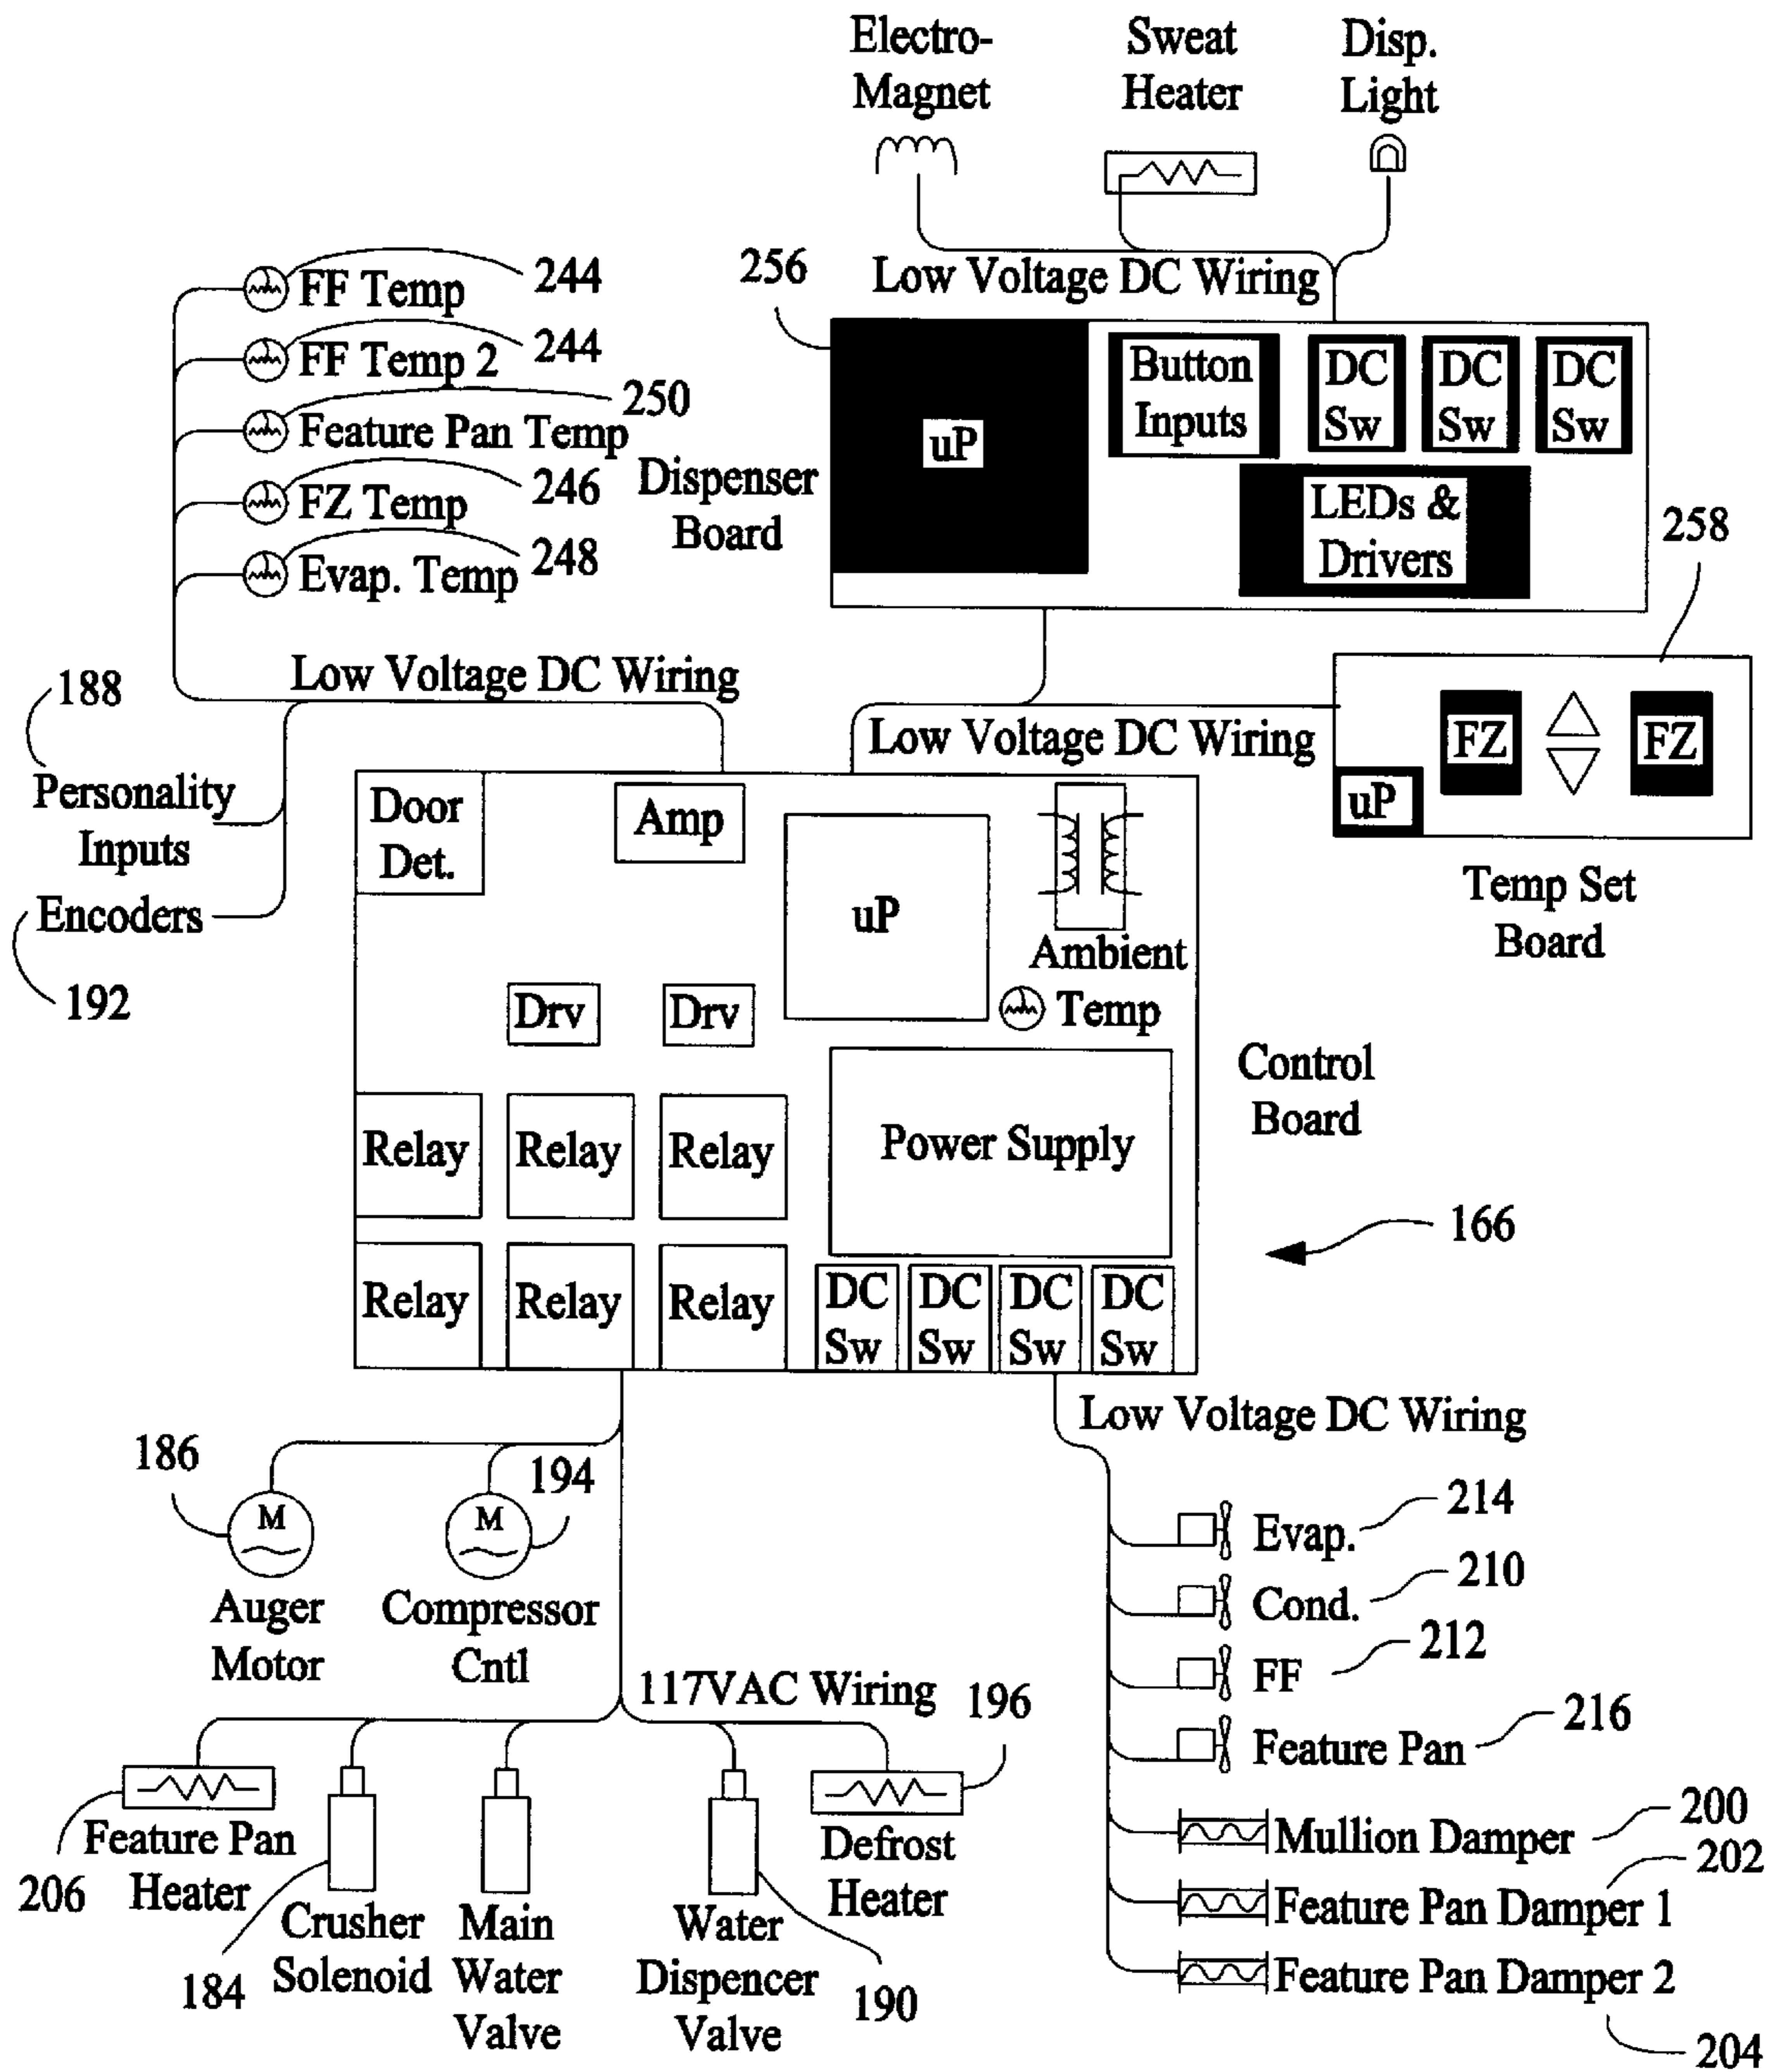 Electro-
Magnet
Sweat
Heater
Disp.
Light
Low Voltage DC Wiring
256
FF Temp
244
FF Temp 2
244
Feature Pan Temp
250
FZ Temp
246
Evap. Temp
248
Dispenser
Board
uP
Button
Inputs
DC
Sw
DC
Sw
DC
Sw
LEDs &
Drivers
258
Low Voltage DC Wiring
188
Personality
Inputs
Encoders
192
Low Voltage DC Wiring
FZ
FZ
uP
Temp Set
Board
Door
Det.
Amp
uP
Ambient
Temp
Drv
Drv
Control
Board
Relay
Relay
Relay
Power Supply
166
Relay
Relay
Relay
DC
Sw
DC
Sw
DC
Sw
DC
Sw
Low Voltage DC Wiring
186
M
Auger
Motor
194
M
Compressor
Cntl
117VAC Wiring
196
Evap.
214
Cond.
210
FF
212
Feature Pan
216
Mullion Damper
200
202
Feature Pan Damper 1
Feature Pan Damper 2
204
Feature Pan
Heater
206
Crusher
Solenoid
184
Main
Water
Valve
Water
Dispencer
Valve
190
Defrost
Heater